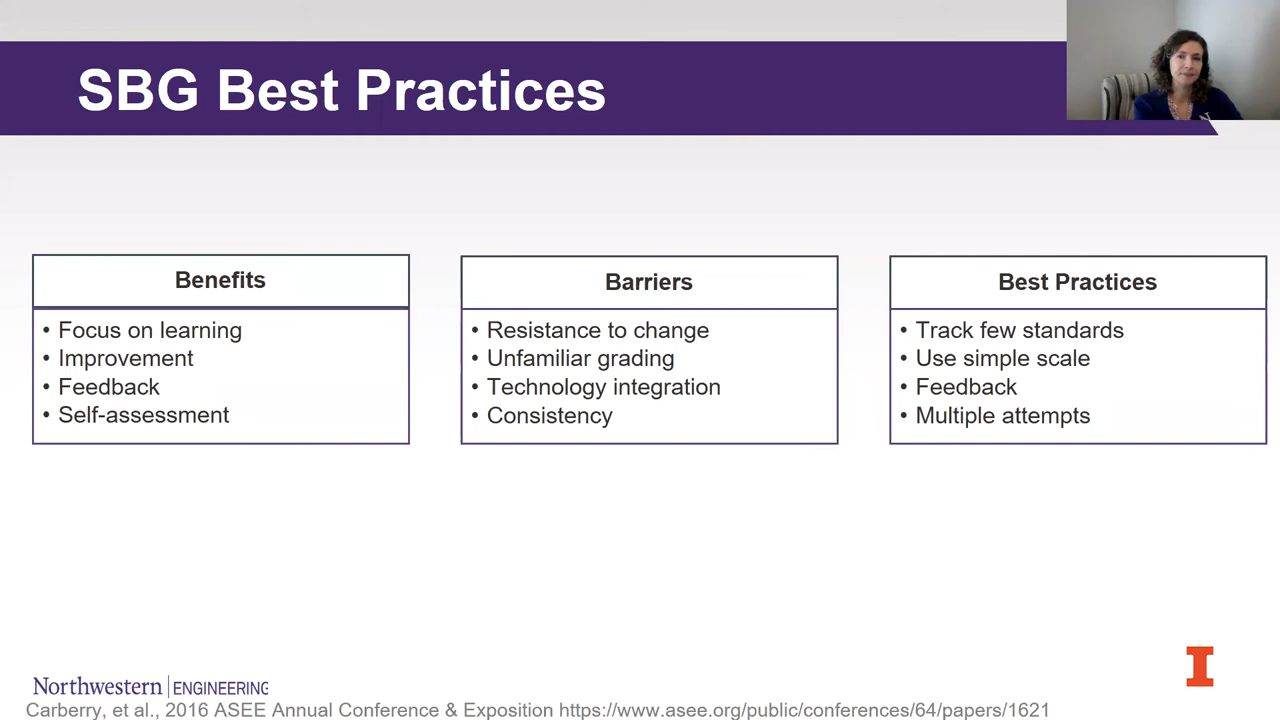 SBG Best Practices
N
Benefits
• Focus on learning
• Improvement
• Feedback
• Self-assessment
Barriers
• Resistance to change
• Unfamiliar grading
• Technology integration
• Consistency
Best Practices
• Track few standards
• Use simple scale
• Feedback
• Multiple attempts
I
Northwestern | ENGINEERING
Carberry, et al., 2016 ASEE Annual Conference & Exposition https://www.asee.org/public/conferences/64/papers/1621